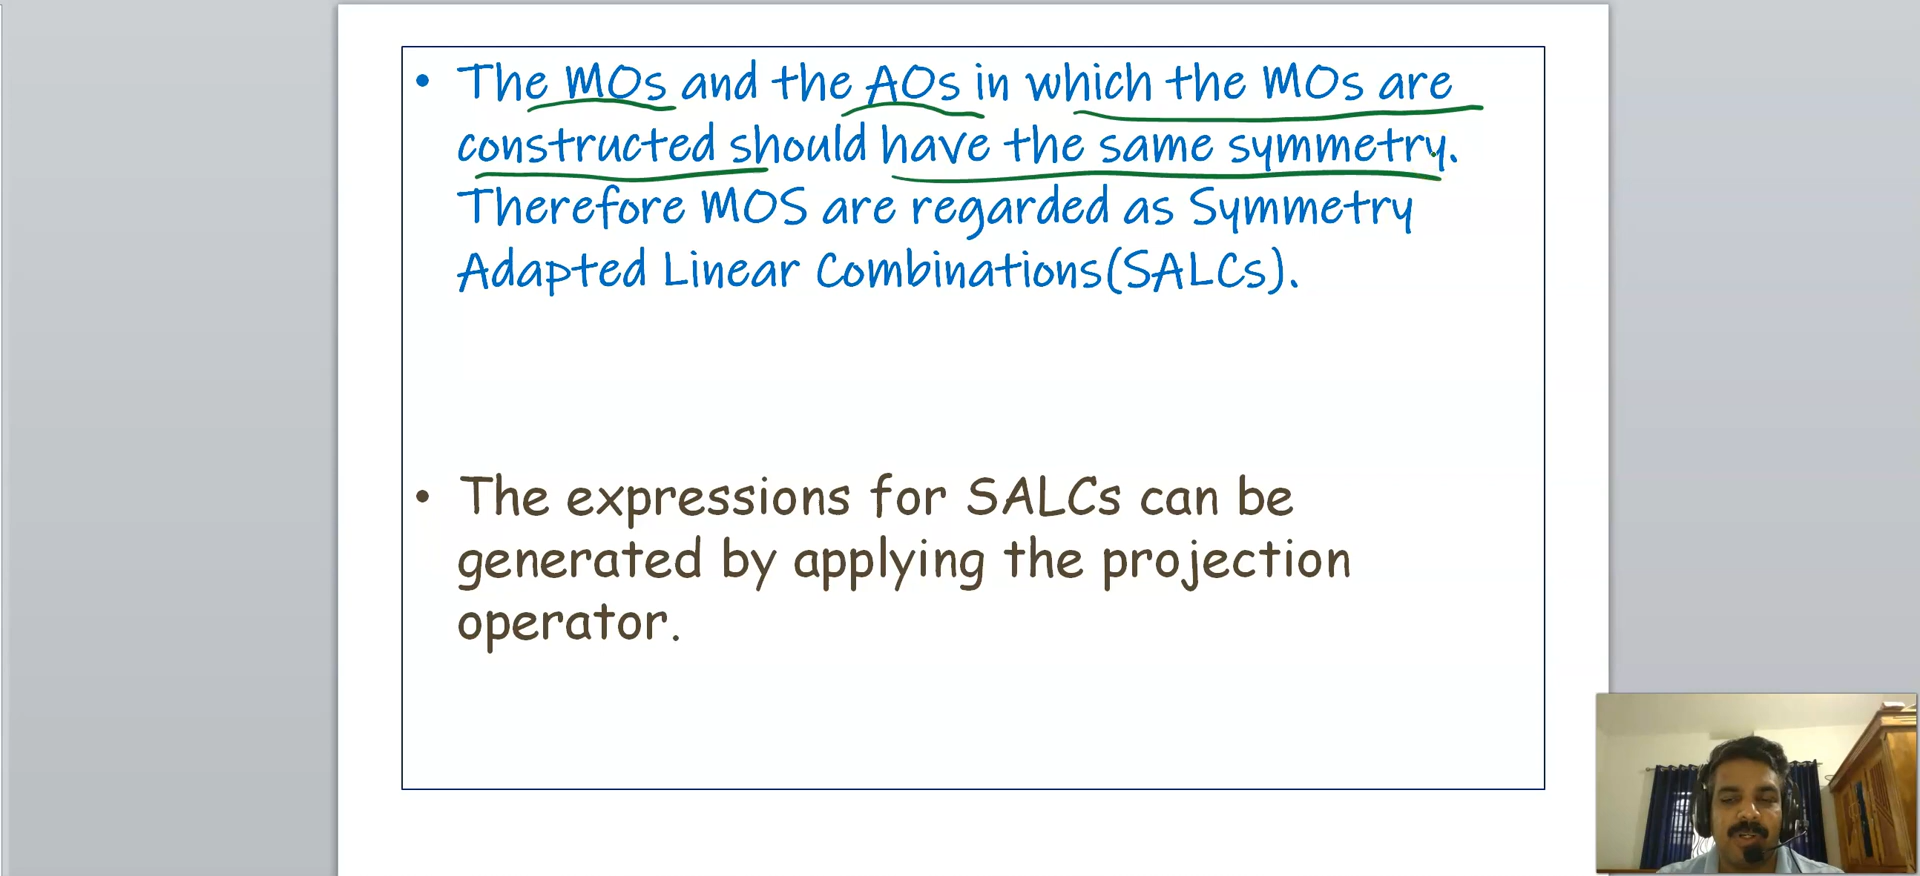 • The MOs and the AOs in which the MOs are
constructed should have the same symmetry.
Therefore MOS are regarded as Symmetry
Adapted Linear Combinations(SALCs).
• The expressions for SALCs can be
generated by applying the projection
operator.